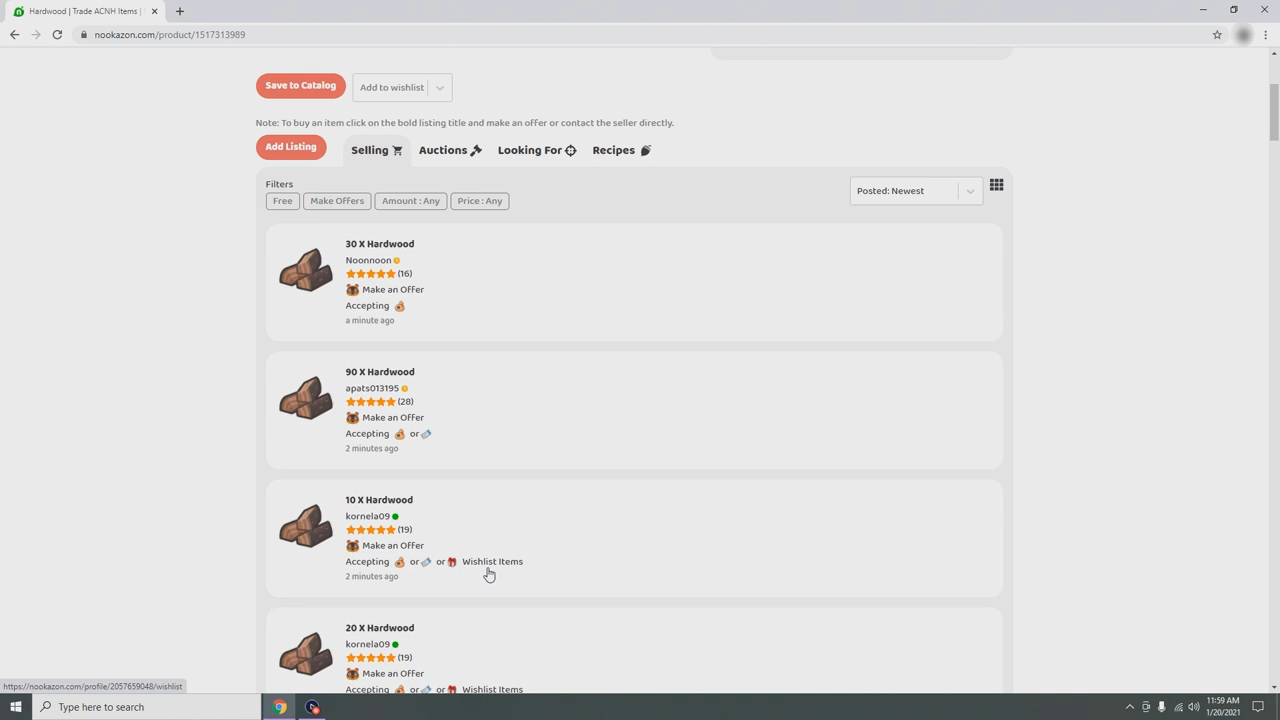 Hardwood | Trade ACNH Items |
nookazon.com/product/1517313989
Save to Catalog
Add to wishlist
Note: To buy an item click on the bold listing title and make an offer or contact the seller directly.
Add Listing
Selling
Auctions
Looking For
Recipes
Filters
Free
Make Offers
Amount : Any
Price : Any
Posted: Newest
30 X Hardwood
Noonnoon
(16)
Make an Offer
Accepting
a minute ago
90 X Hardwood
apats013195
(28)
Make an Offer
Accepting or
2 minutes ago
10 X Hardwood
kornela09
(19)
Make an Offer
Accepting or or Wishlist Items
2 minutes ago
20 X Hardwood
kornela09
(19)
Make an Offer
Accepting or or Wishlist Items
https://nookazon.com/profile/2057659048/wishlist
Type here to search
11:59 AM
1/20/2021